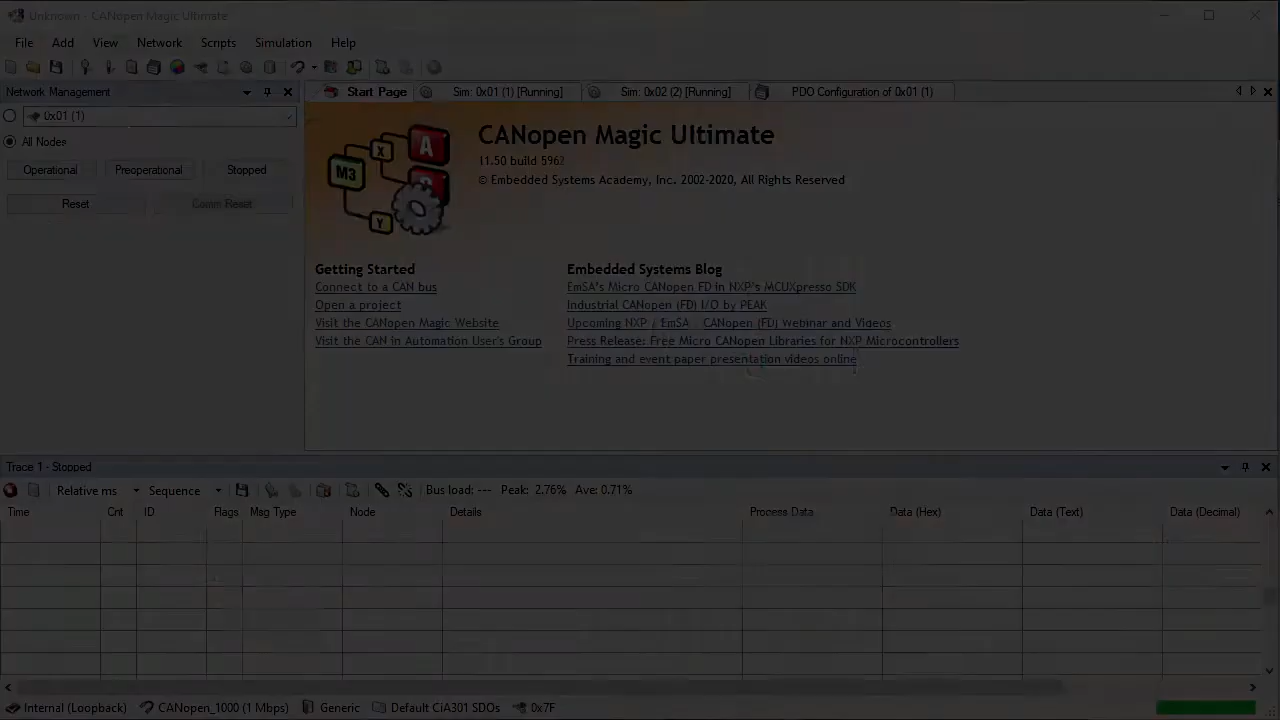 Unknown - CANopen Magic Ultimate
File Add View Network Scripts Simulation Help
Network Management
Start Page
Sim: 0x01 (1) [Running]
Sim: 0x02 (2) [Running]
PDO Configuration of 0x01 (1)
0x01 (1)
All Nodes
Operational Preoperational Stopped
Reset Comm Reset
M3 X A Y
CANopen Magic Ultimate
11.50 build 5962
© Embedded Systems Academy, Inc. 2002-2020, All Rights Reserved
Getting Started
Connect to a CAN bus
Open a project
Visit the CANopen Magic Website
Visit the CAN in Automation User's Group
Embedded Systems Blog
EmSA's Micro CANopen FD in NXP's MCUXpresso SDK
Industrial CANopen (FD) I/O by PEAK
Upcoming NXP / EmSA CANopen (FD) Webinar and Videos
Press Release: Free Micro CANopen Libraries for NXP Microcontrollers
Training and event paper presentation videos online
Trace 1 - Stopped
Relative ms Sequence Bus load: --- Peak: 2.76% Ave: 0.71%
Time Cnt ID Flags Msg Type Node Details Process Data Data (Hex) Data (Text) Data (Decimal)
Internal (Loopback) CANopen_1000 (1 Mbps) Generic Default CiA301 SDOs 0x7F